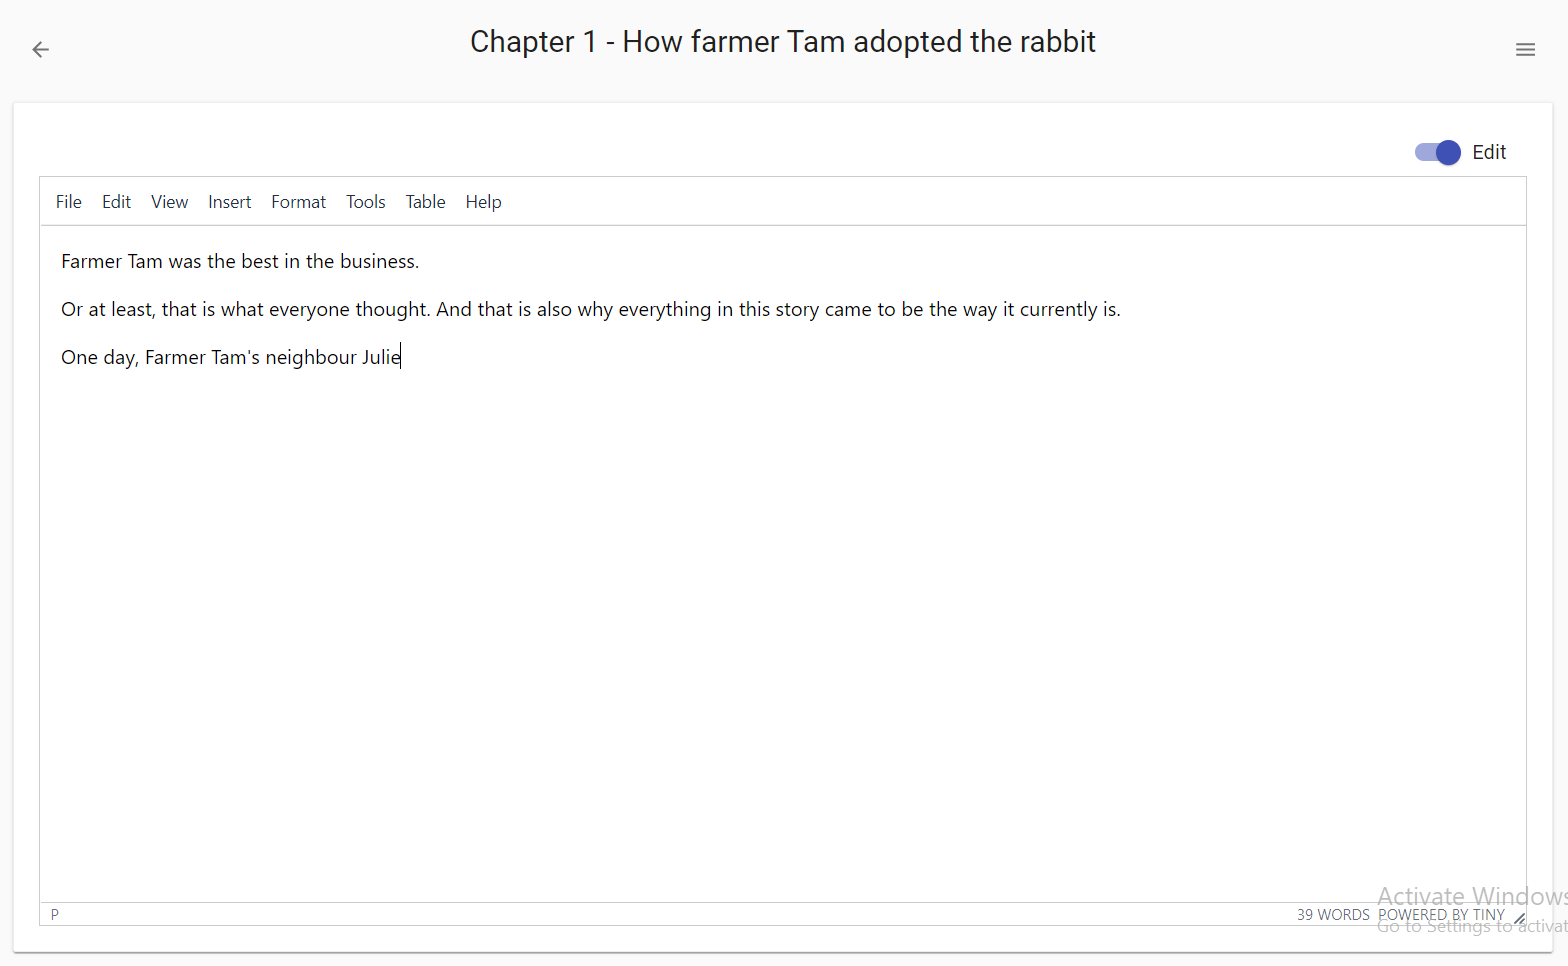 Chapter 1 - How farmer Tam adopted the rabbit
Edit
File Edit View Insert Format Tools Table Help
Farmer Tam was the best in the business.
Or at least, that is what everyone thought. And that is also why everything in this story came to be the way it currently is.
One day, Farmer Tam's neighbour Julie
Activate Windows
P 39 WORDS POWERED BY TINY
Go to Settings to activat